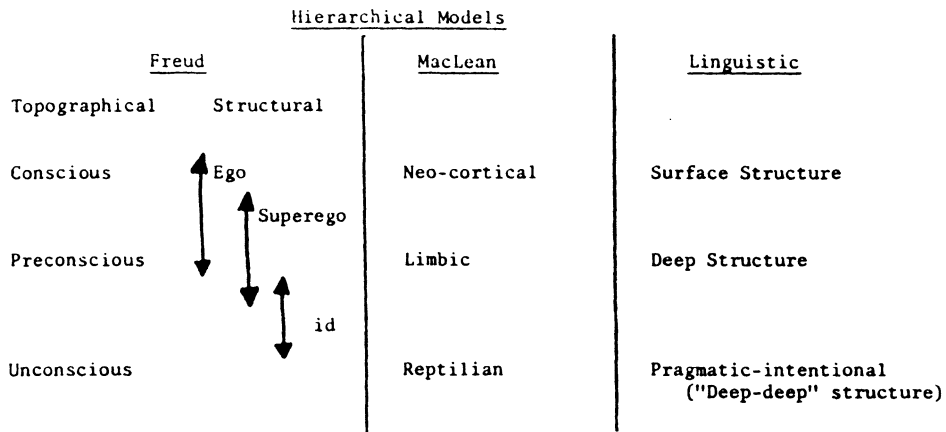 Hierarchical Models
Freud MacLean Linguistic
Topographical Structural
Conscious Ego Neo-cortical Surface Structure
Superego
Preconscious Limbic Deep Structure
id
Unconscious Reptilian Pragmatic-intentional
("Deep-deep" structure)